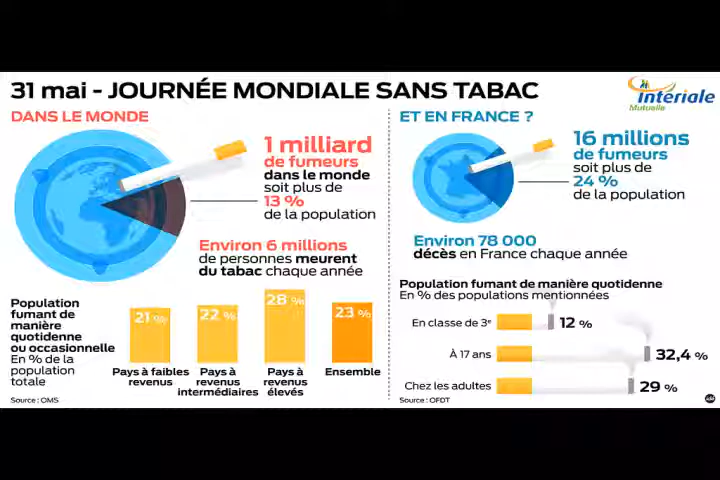 31 mai - JOURNÉE MONDIALE SANS TABAC
intériale
Mutuelle
DANS LE MONDE
1 milliard
de fumeurs
dans le monde
soit plus de
13 %
de la population
Environ 6 millions
de personnes meurent
du tabac chaque année
Population
fumant de
manière
quotidienne
ou occasionnelle
En % de la
population
totale
21 %
22 %
28 %
23 %
Pays à faibles
revenus
Pays à
revenus
intermédiaires
Pays à
revenus
élevés
Ensemble
Source : OMS
ET EN FRANCE ?
16 millions
de fumeurs
soit plus de
24 %
de la population
Environ 78 000
décès en France chaque année
Population fumant de manière quotidenne
En % des populations mentionnées
En classe de 3e
12 %
À 17 ans
32,4 %
Chez les adultes
29 %
Source : OFDT